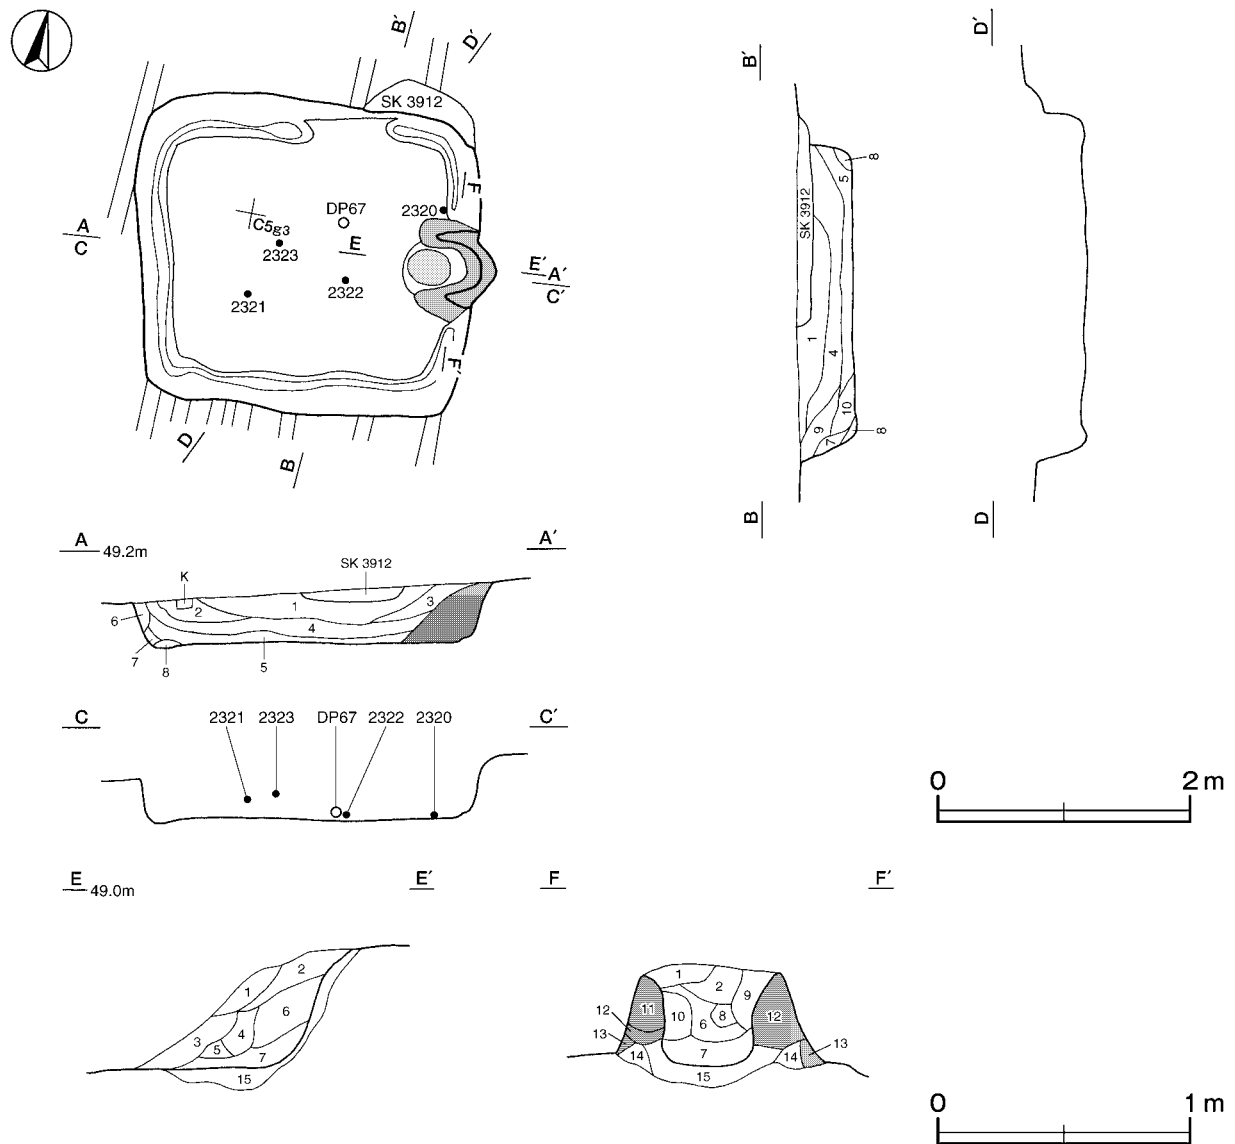 B′
D′
SK 3912
F
A
C
C5g3
DP67
2320
2323
E
2321
2322
E′
A′
C′
F′
D
B
B′
D′
SK 3912
8
5
1
4
10
9
7
8
B
D
A 49.2m
A′
K
SK 3912
6
2
1
3
4
7
8
5
C
2321 2323 DP67 2322 2320
C′
0 2 m
E 49.0m
E′
F
F′
2
1
6
4
3
5
7
15
1
2
9
11
12
10
6
8
12
13
7
14
14
13
15
0 1 m